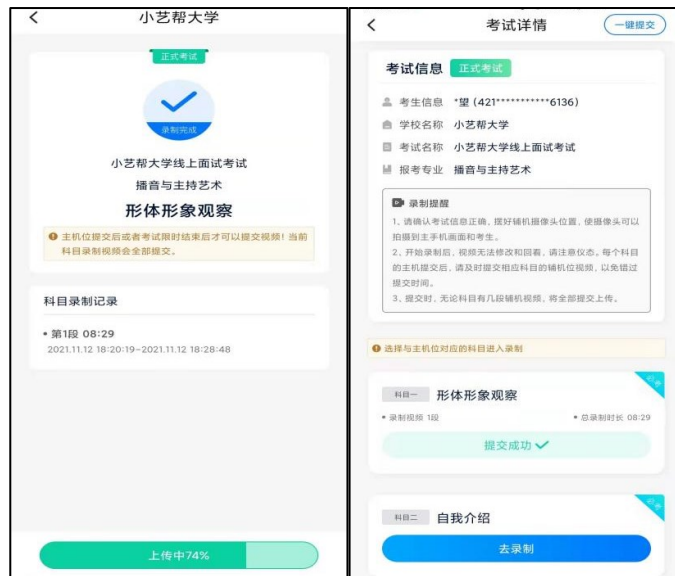 小艺帮大学
正式考试
录制完成
小艺帮大学线上面试考试
播音与主持艺术
形体形象观察
主机位提交后或者考试限时结束后才可以提交视频！当前
科目录制视频会全部提交。
科目录制记录
• 第1段 08:29
2021.11.12 18:20:19~2021.11.12 18:28:48
上传中74%
考试详情
一键提交
考试信息 正式考试
考生信息 *望 (421***********6136)
学校名称 小艺帮大学
考试名称 小艺帮大学线上面试考试
报考专业 播音与主持艺术
录制提醒
1、请确认考试信息正确，摆好辅机摄像头位置，使摄像头可以
拍摄到主手机画面和考生。
2、开始录制后，视频无法修改和回看，请注意仪态。每个科目
的主机提交后，请及时提交相应科目的辅机位视频，以免错过
提交时间。
3、提交时，无论科目有几段辅机视频，将全部提交上传。
选择与主机位对应的科目进入录制
科目一 形体形象观察
必考
• 录制视频 1段 • 总录制时长 08:29
提交成功
科目二 自我介绍
必考
去录制